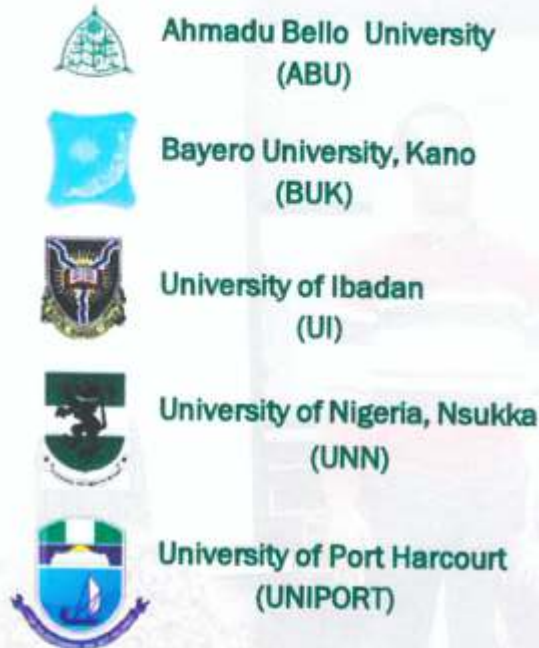 Ahmadu Bello University
(ABU)
Bayero University, Kano
(BUK)
University of Ibadan
(UI)
University of Nigeria, Nsukka
(UNN)
University of Port Harcourt
(UNIPORT)